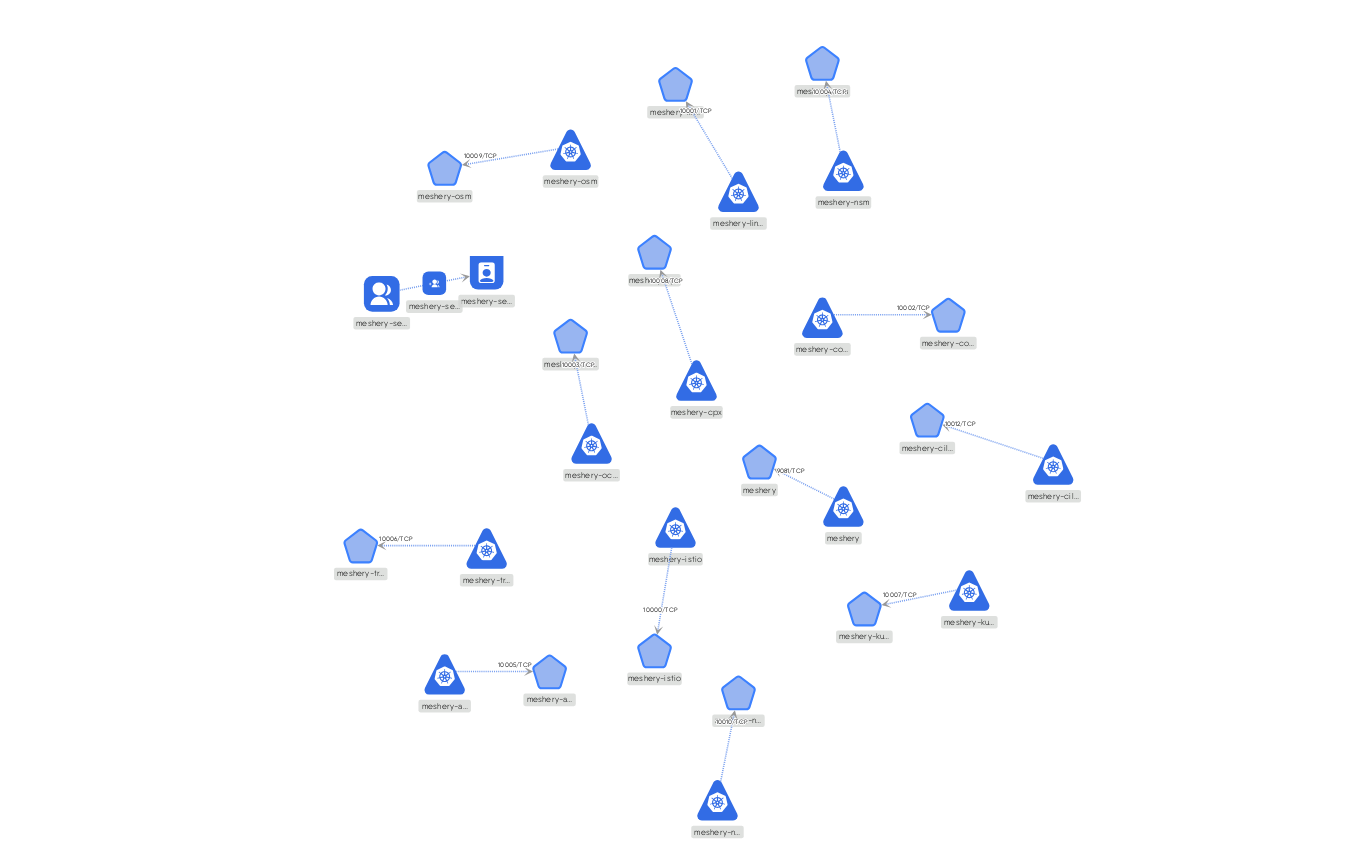 mes
10004/TCP
meshery
10001/TCP
10009/TCP
meshery-osm
meshery-osm
meshery-nsm
meshery-lin...
10008/TCP
meshery-se...
meshery-se...
meshery-se...
10002/TCP
meshery-co...
meshery-co...
10003/TCP
meshery-cpx
10012/TCP
meshery-cil...
meshery-oc...
9081/TCP
meshery
meshery-cil...
10006/TCP
meshery
meshery-istio
meshery-tr...
meshery-tr...
10007/TCP
10000/TCP
meshery-ku...
meshery-ku...
10005/TCP
meshery-istio
meshery-a...
meshery-a...
10010/TCP
-n...
meshery-n...